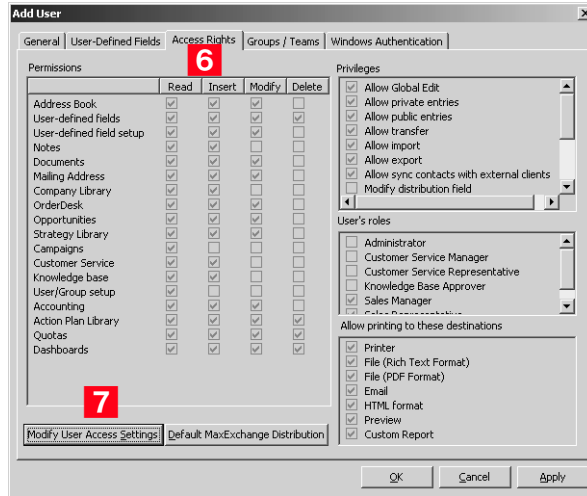 Add User
General User-Defined Fields Access Rights Groups / Teams Windows Authentication
6
Permissions
Read Insert Modify Delete
Address Book
User-defined fields
User-defined field setup
Notes
Documents
Mailing Address
Company Library
OrderDesk
Opportunities
Strategy Library
Campaigns
Customer Service
Knowledge base
User/Group setup
Accounting
Action Plan Library
Quotas
Dashboards
7
Modify User Access Settings Default MaxExchange Distribution
Privileges
Allow Global Edit
Allow private entries
Allow public entries
Allow transfer
Allow import
Allow export
Allow sync contacts with external clients
Modify distribution field
User's roles
Administrator
Customer Service Manager
Customer Service Representative
Knowledge Base Approver
Sales Manager
Sales Representative
Allow printing to these destinations
Printer
File (Rich Text Format)
File (PDF Format)
Email
HTML format
Preview
Custom Report
OK Cancel Apply